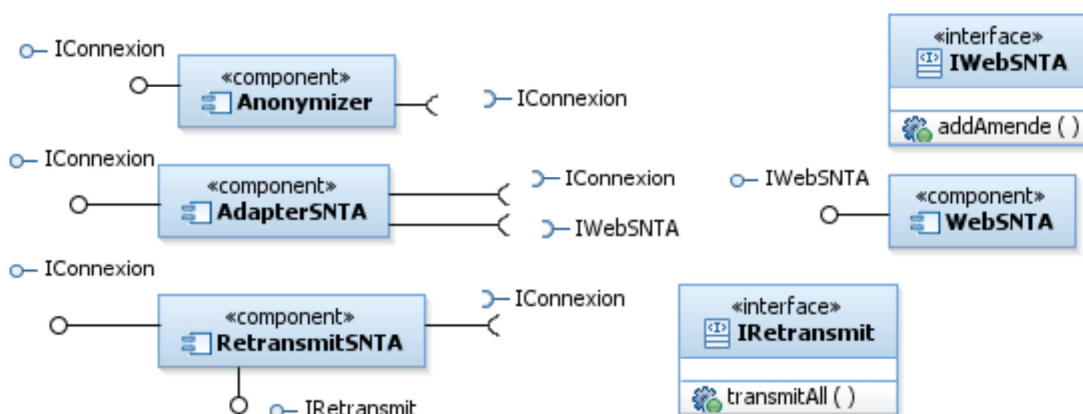 IConnexion
«component»
Anonymizer
IConnexion
«interface»
IWebSNTA
addAmende ( )
IConnexion
«component»
AdapterSNTA
IConnexion
IWebSNTA
IWebSNTA
«component»
WebSNTA
IConnexion
«component»
RetransmitSNTA
IConnexion
IRetransmit
«interface»
IRetransmit
transmitAll ( )